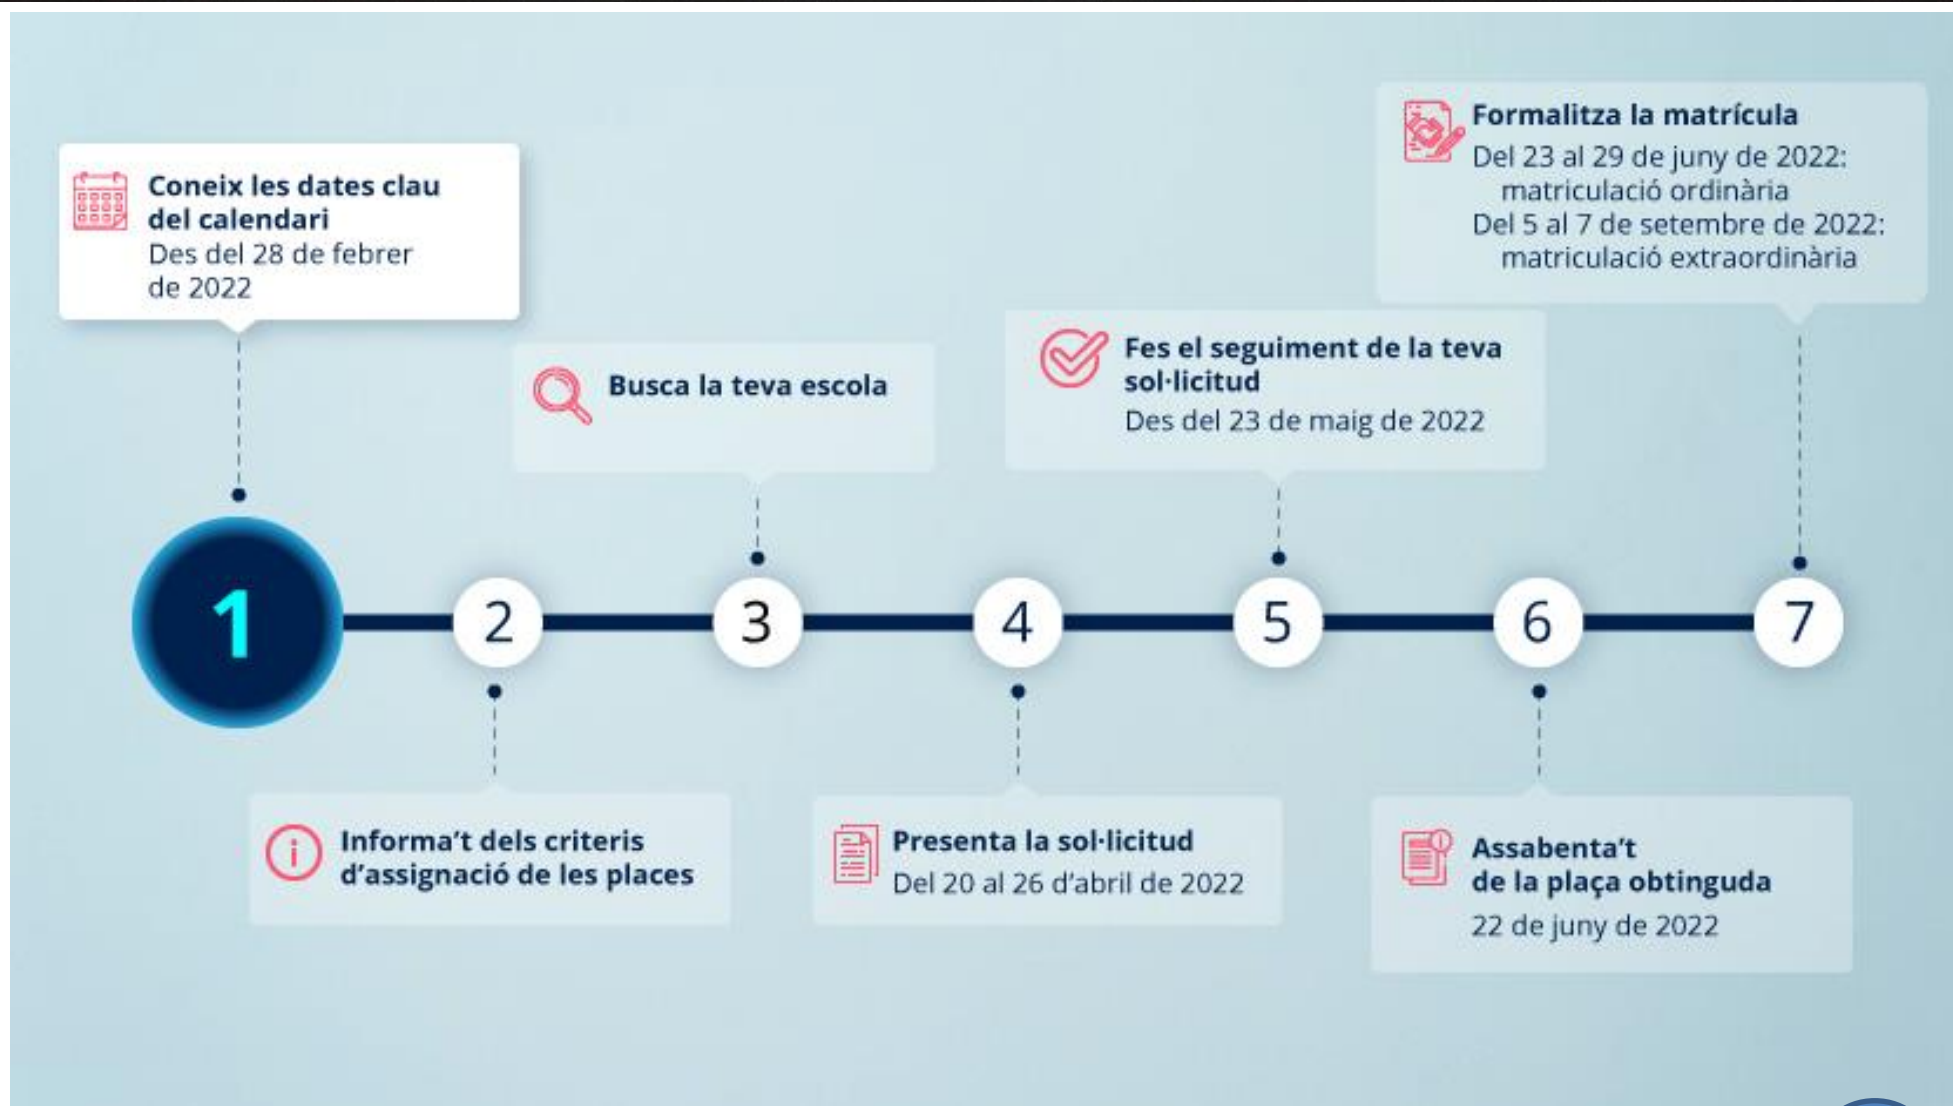 Coneix les dates clau
del calendari
Des del 28 de febrer
de 2022
Busca la teva escola
Fes el seguiment de la teva
sol·licitud
Des del 23 de maig de 2022
Formalitza la matrícula
Del 23 al 29 de juny de 2022:
matriculació ordinària
Del 5 al 7 de setembre de 2022:
matriculació extraordinària
1
2
3
4
5
6
7
Informa’t dels criteris
d’assignació de les places
Presenta la sol·licitud
Del 20 al 26 d’abril de 2022
Assabenta’t
de la plaça obtinguda
22 de juny de 2022